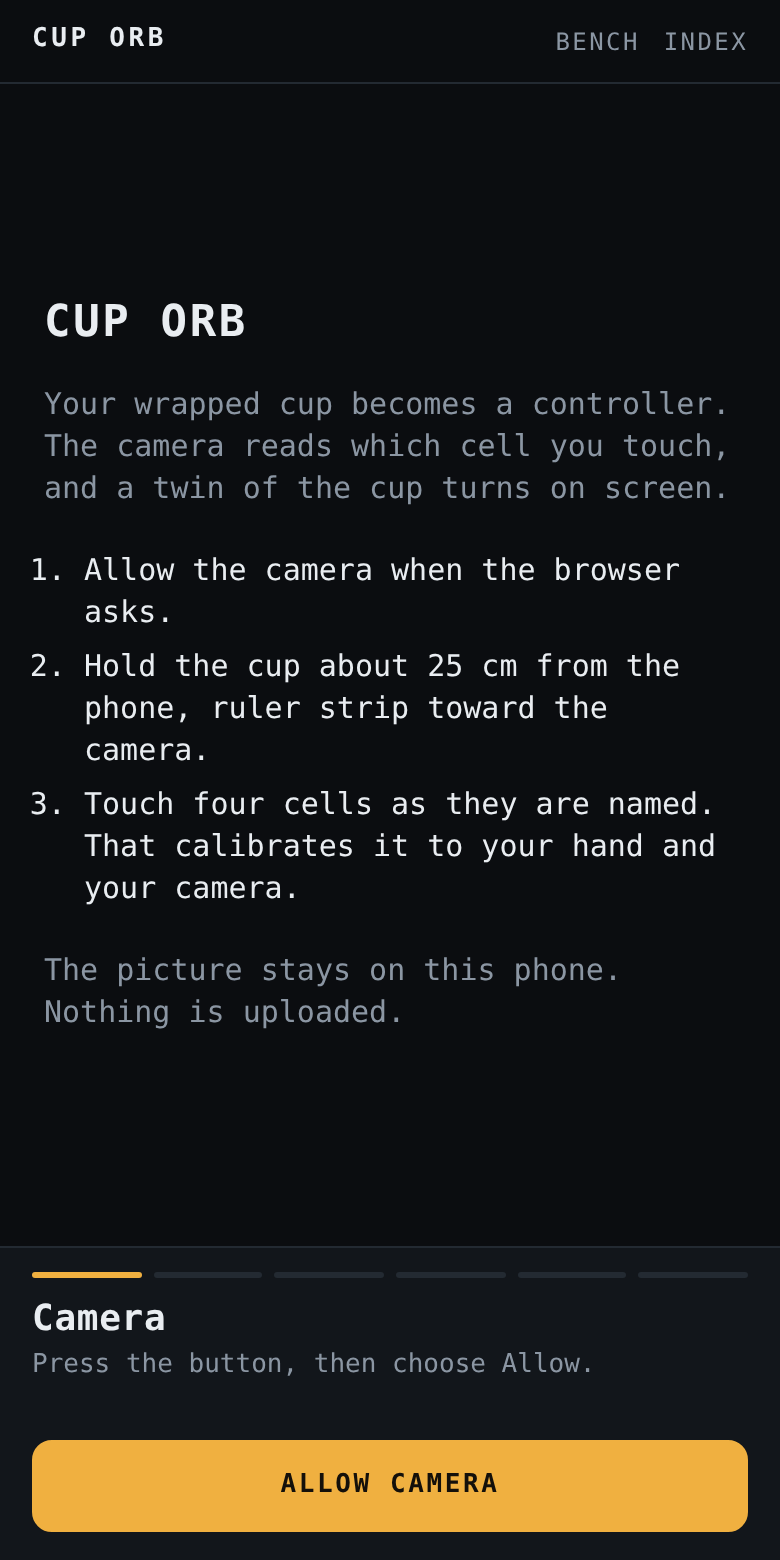 CUP ORB
BENCH INDEX
CUP ORB
Your wrapped cup becomes a controller.
The camera reads which cell you touch,
and a twin of the cup turns on screen.
1. Allow the camera when the browser
asks.
2. Hold the cup about 25 cm from the
phone, ruler strip toward the
camera.
3. Touch four cells as they are named.
That calibrates it to your hand and
your camera.
The picture stays on this phone.
Nothing is uploaded.
Camera
Press the button, then choose Allow.
ALLOW CAMERA